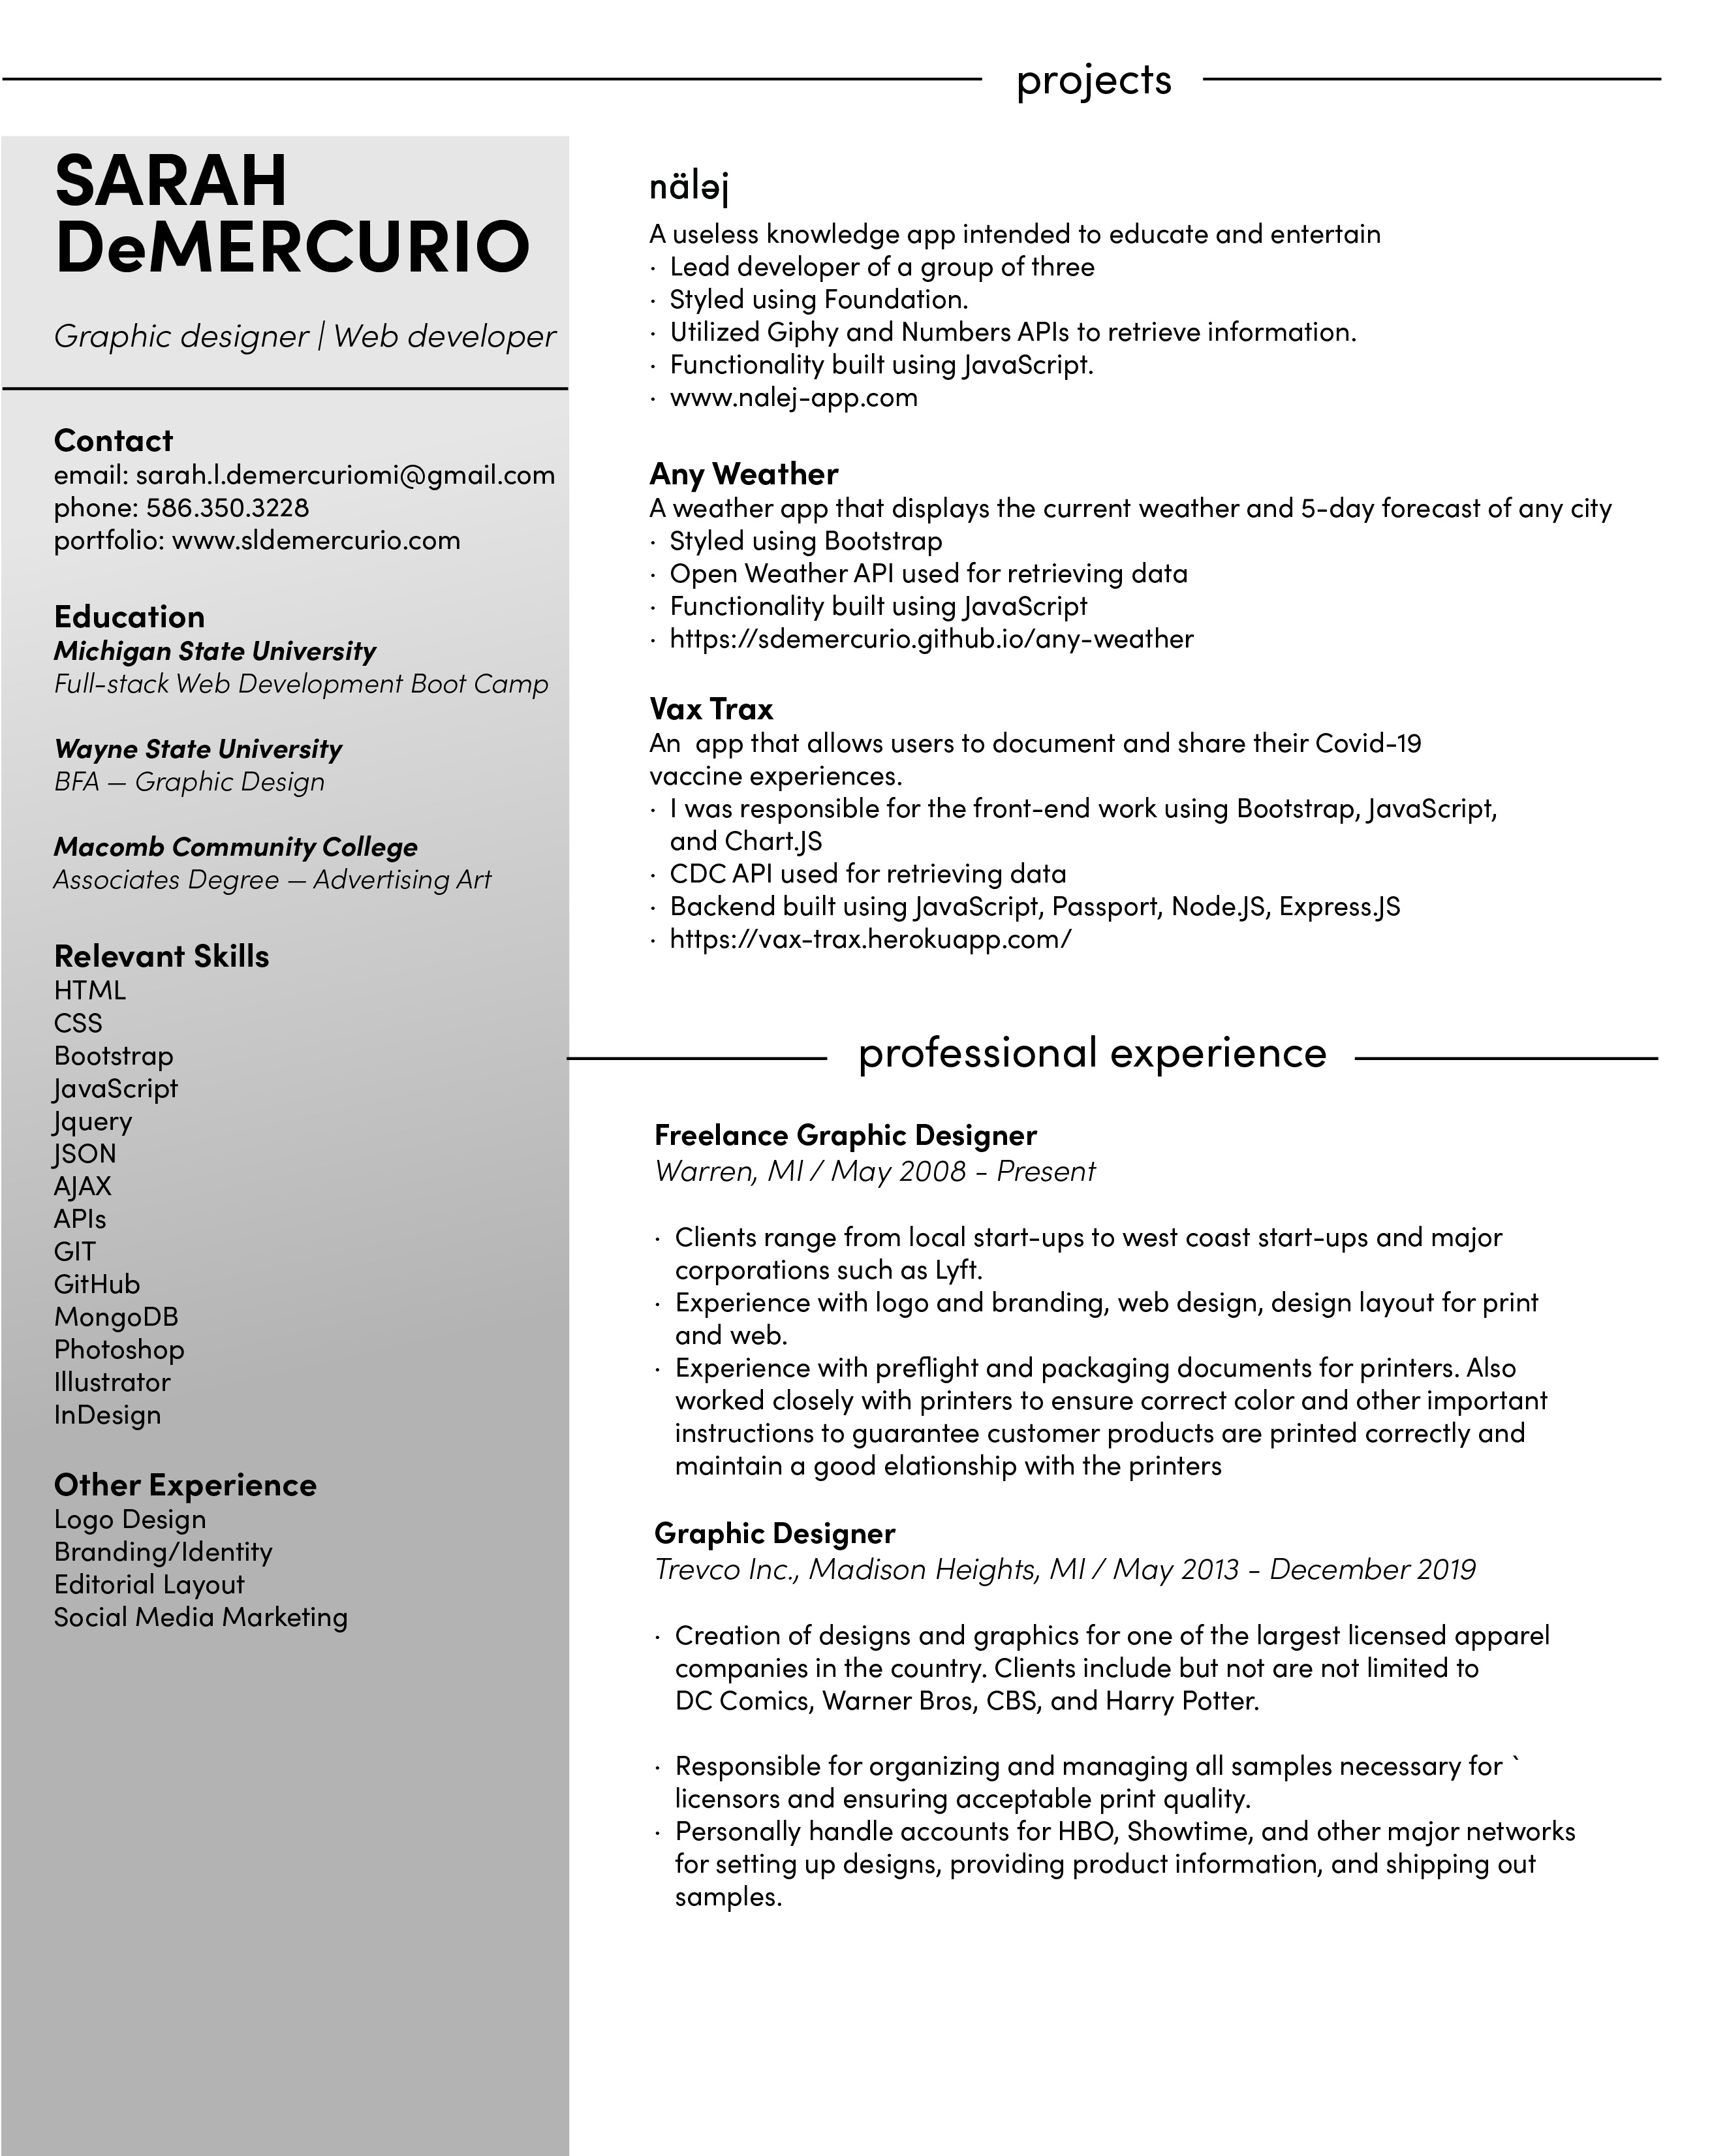 projects
SARAH
DeMERCURIO
Graphic designer | Web developer
Contact
email: sarah.l.demercuriomi@gmail.com
phone: 586.350.3228
portfolio: www.sldemercurio.com
Education
Michigan State University
Full-stack Web Development Boot Camp
Wayne State University
BFA — Graphic Design
Macomb Community College
Associates Degree — Advertising Art
Relevant Skills
HTML
CSS
Bootstrap
JavaScript
Jquery
JSON
AJAX
APIs
GIT
GitHub
MongoDB
Photoshop
Illustrator
InDesign
Other Experience
Logo Design
Branding/Identity
Editorial Layout
Social Media Marketing
näləj
A useless knowledge app intended to educate and entertain
· Lead developer of a group of three
· Styled using Foundation.
· Utilized Giphy and Numbers APIs to retrieve information.
· Functionality built using JavaScript.
· www.nalej-app.com
Any Weather
A weather app that displays the current weather and 5-day forecast of any city
· Styled using Bootstrap
· Open Weather API used for retrieving data
· Functionality built using JavaScript
· https://sdemercurio.github.io/any-weather
Vax Trax
An  app that allows users to document and share their Covid-19
vaccine experiences.
· I was responsible for the front-end work using Bootstrap, JavaScript,
and Chart.JS
· CDC API used for retrieving data
· Backend built using JavaScript, Passport, Node.JS, Express.JS
· https://vax-trax.herokuapp.com/
professional experience
Freelance Graphic Designer
Warren, MI / May 2008 - Present
· Clients range from local start-ups to west coast start-ups and major
corporations such as Lyft.
· Experience with logo and branding, web design, design layout for print
and web.
· Experience with preflight and packaging documents for printers. Also
worked closely with printers to ensure correct color and other important
instructions to guarantee customer products are printed correctly and
maintain a good elationship with the printers
Graphic Designer
Trevco Inc., Madison Heights, MI / May 2013 - December 2019
· Creation of designs and graphics for one of the largest licensed apparel
companies in the country. Clients include but not are not limited to
DC Comics, Warner Bros, CBS, and Harry Potter.
· Responsible for organizing and managing all samples necessary for `
licensors and ensuring acceptable print quality.
· Personally handle accounts for HBO, Showtime, and other major networks
for setting up designs, providing product information, and shipping out
samples.